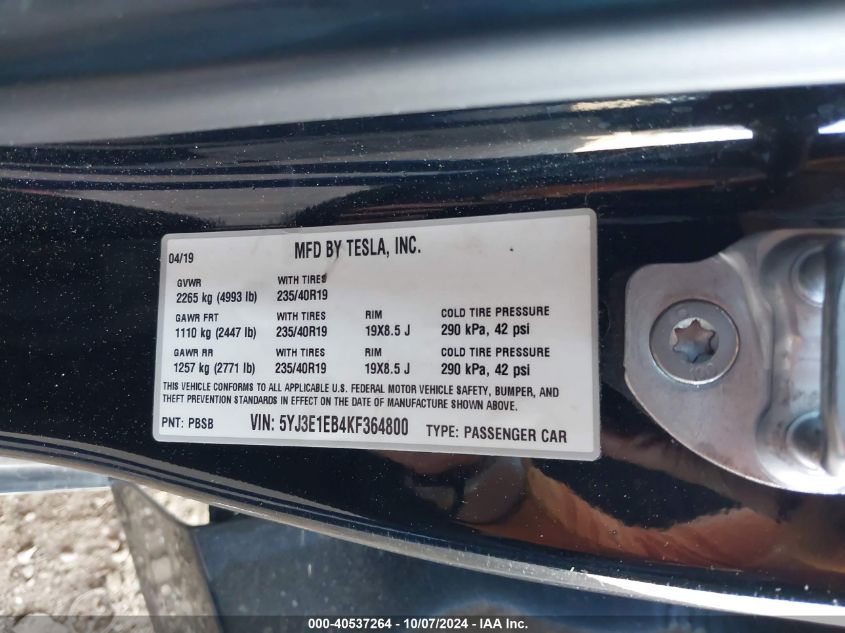 04/19 MFD BY TESLA, INC.
GVWR WITH TIRES
2265 kg (4993 lb) 235/40R19
GAWR FRT WITH TIRES RIM COLD TIRE PRESSURE
1110 kg (2447 lb) 235/40R19 19X8.5 J 290 kPa, 42 psi
GAWR RR WITH TIRES RIM COLD TIRE PRESSURE
1257 kg (2771 lb) 235/40R19 19X8.5 J 290 kPa, 42 psi
THIS VEHICLE CONFORMS TO ALL APPLICABLE U.S. FEDERAL MOTOR VEHICLE SAFETY, BUMPER, AND
THEFT PREVENTION STANDARDS IN EFFECT ON THE DATE OF MANUFACTURE SHOWN ABOVE.
PNT: PBSB VIN: 5YJ3E1EB4KF364800 TYPE: PASSENGER CAR
000-40537264 - 10/07/2024 - IAA Inc.